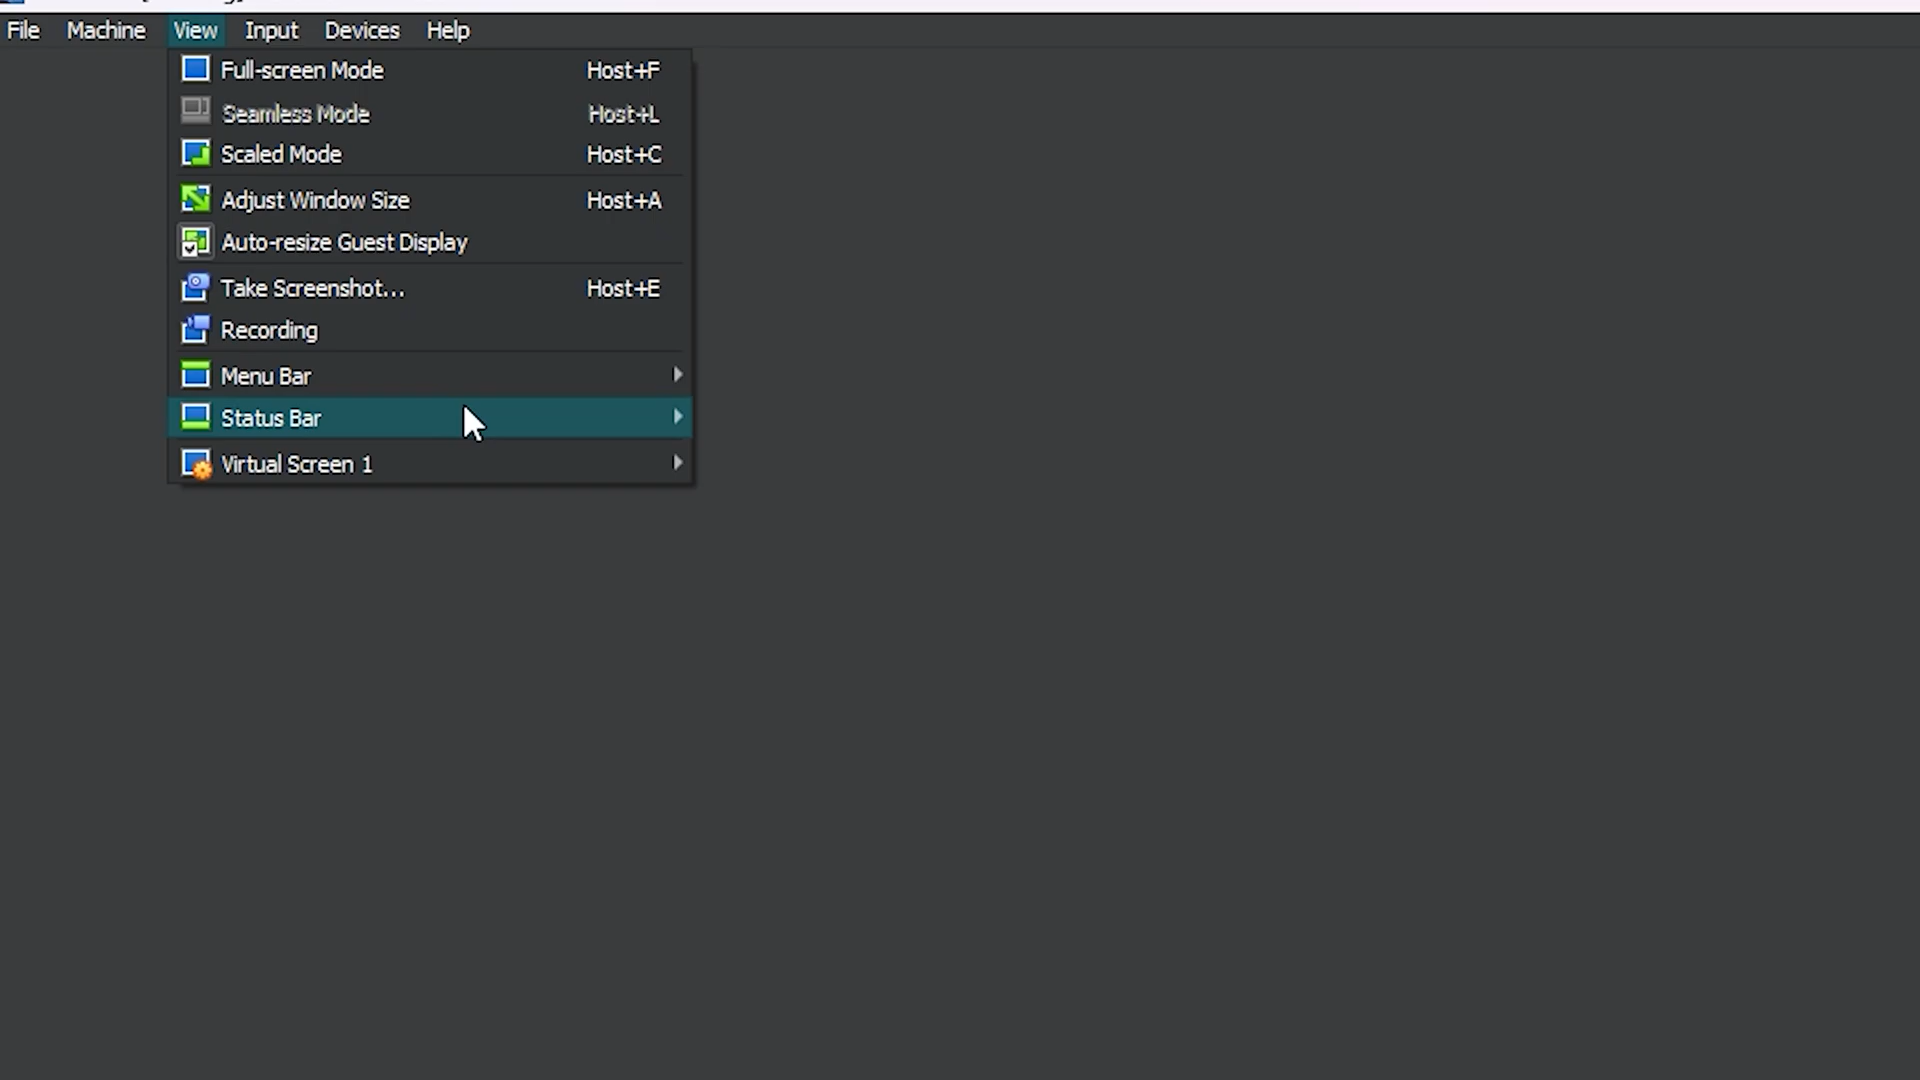 File Machine View Input Devices Help
Full-screen Mode Host+F
Seamless Mode Host+L
Scaled Mode Host+C
Adjust Window Size Host+A
Auto-resize Guest Display
Take Screenshot... Host+E
Recording
Menu Bar
Status Bar
Virtual Screen 1